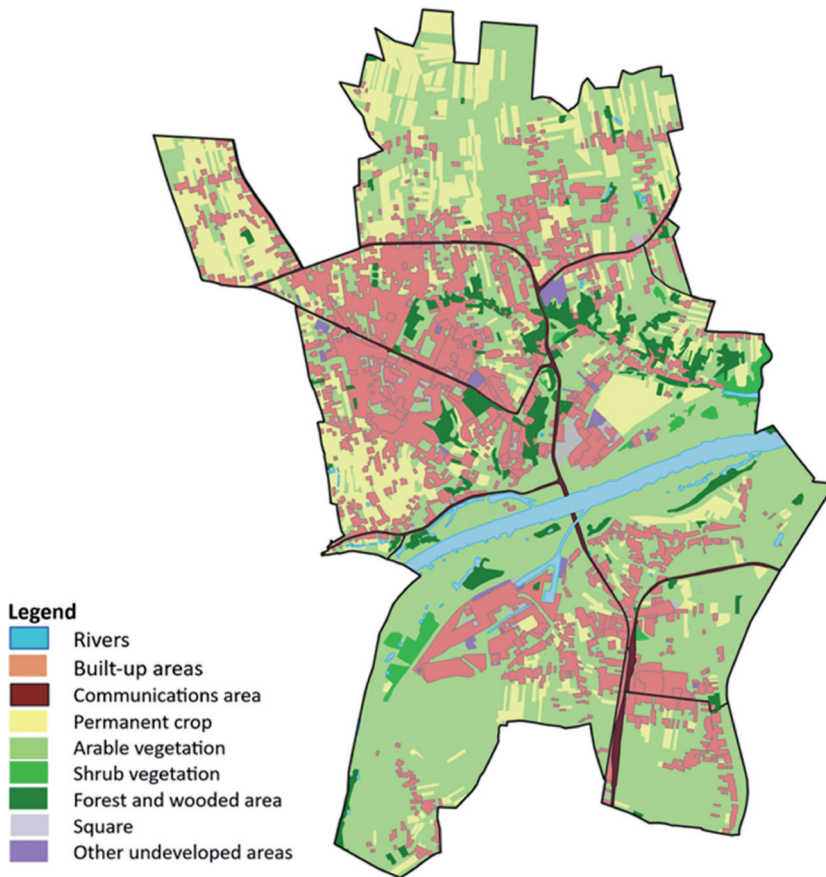 Legend
Rivers
Built-up areas
Communications area
Permanent crop
Arable vegetation
Shrub vegetation
Forest and wooded area
Square
Other undeveloped areas